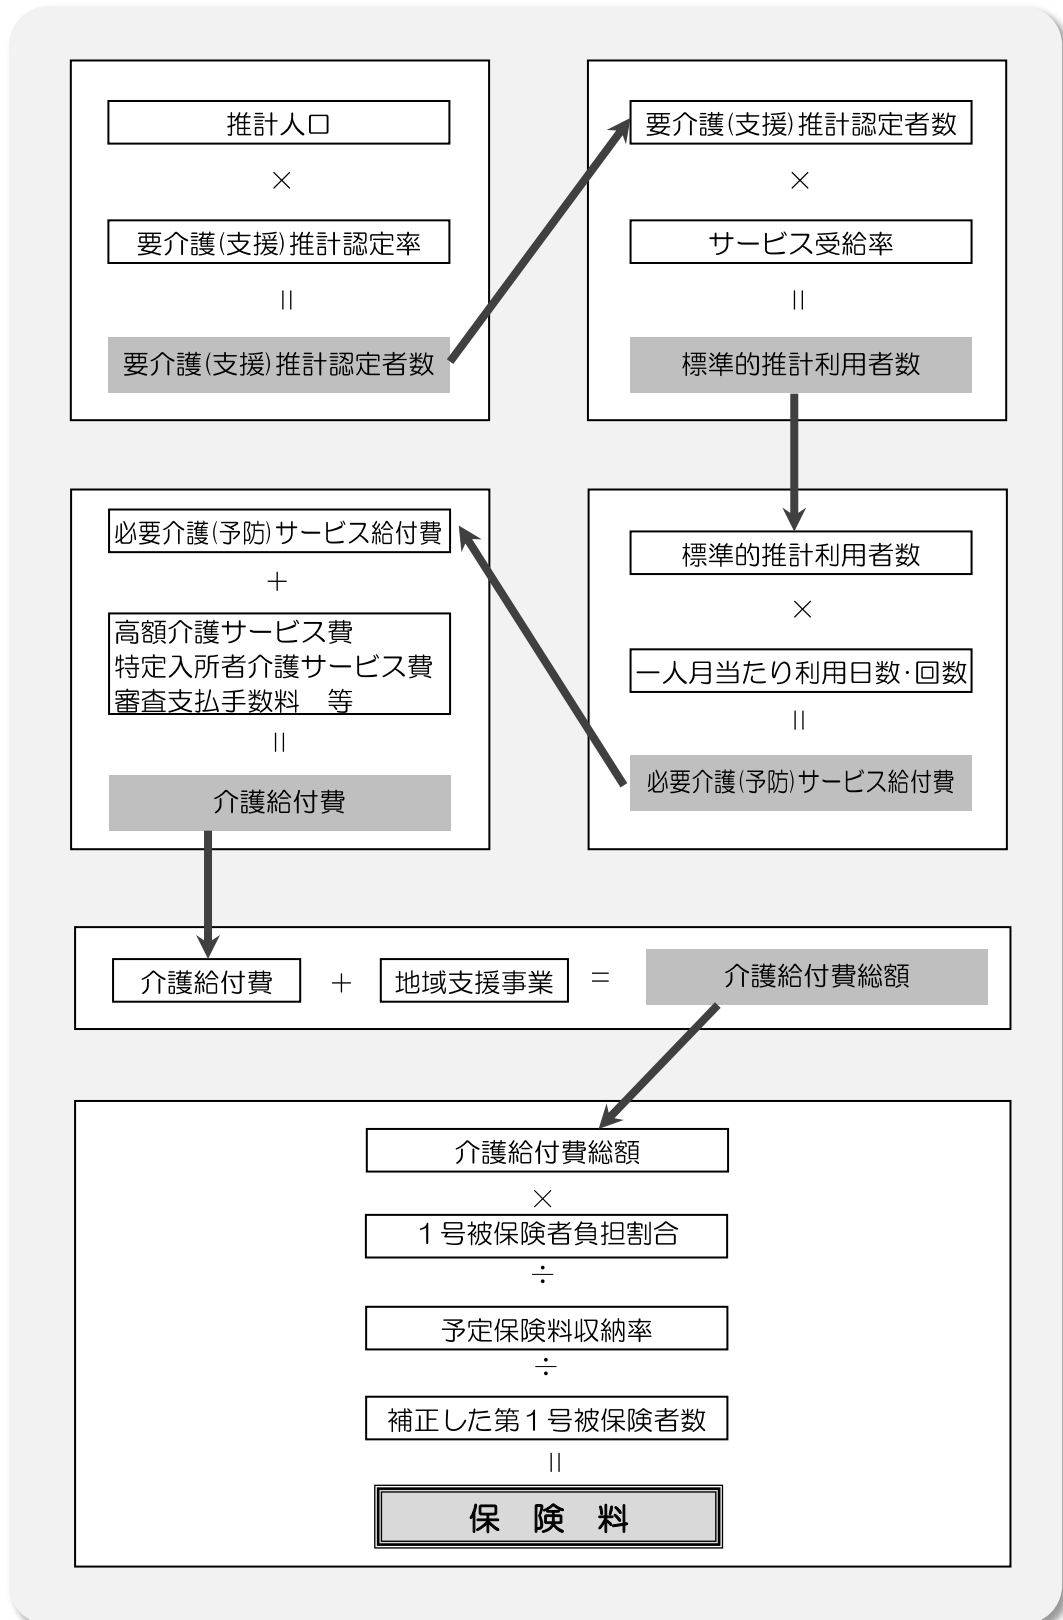 推計人口
×
要介護(支援)推計認定率
＝
要介護(支援)推計認定者数
要介護(支援)推計認定者数
×
サービス受給率
＝
標準的推計利用者数
標準的推計利用者数
×
一人月当たり利用日数・回数
＝
必要介護(予防)サービス給付費
必要介護(予防)サービス給付費
＋
高額介護サービス費
特定入所者介護サービス費
審査支払手数料　等
＝
介護給付費
介護給付費 ＋ 地域支援事業 ＝ 介護給付費総額
介護給付費総額
×
１号被保険者負担割合
÷
予定保険料収納率
÷
補正した第１号被保険者数
＝
保　険　料